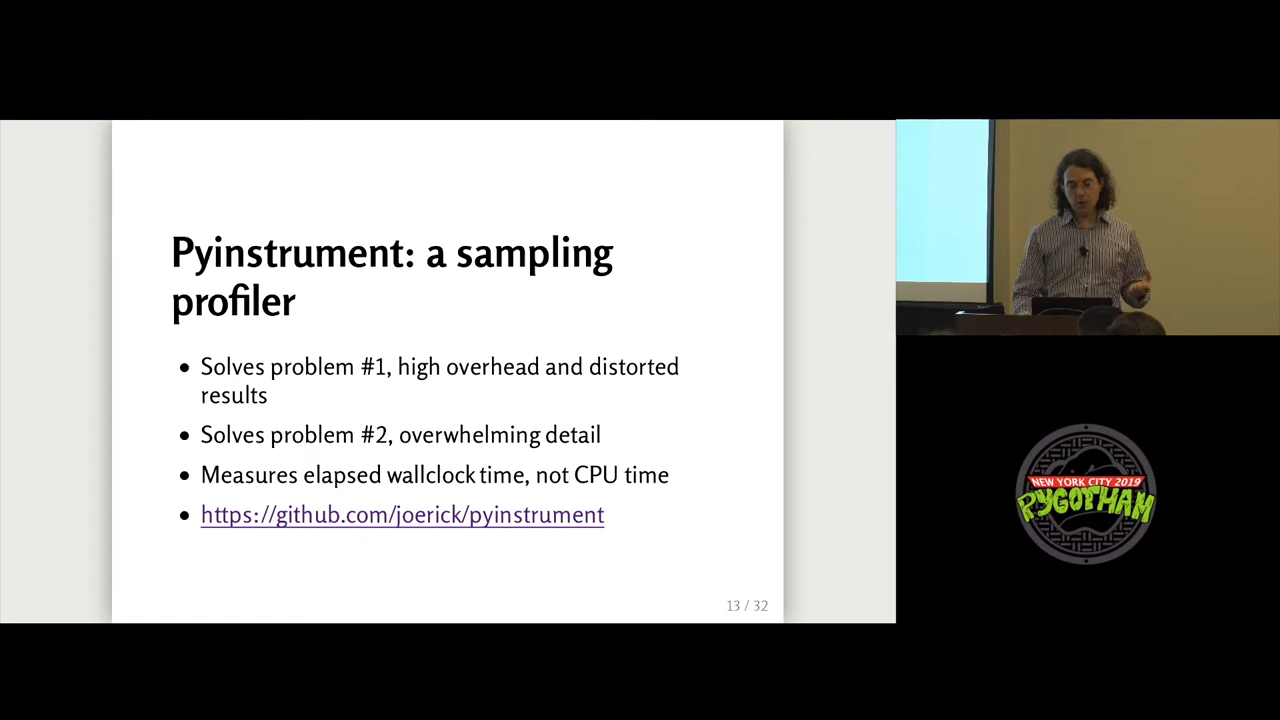 Pyinstrument: a sampling
profiler
• Solves problem #1, high overhead and distorted
results
• Solves problem #2, overwhelming detail
• Measures elapsed wallclock time, not CPU time
• https://github.com/joerick/pyinstrument
13 / 32
NEW YORK CITY 2019
PYGOTHAM